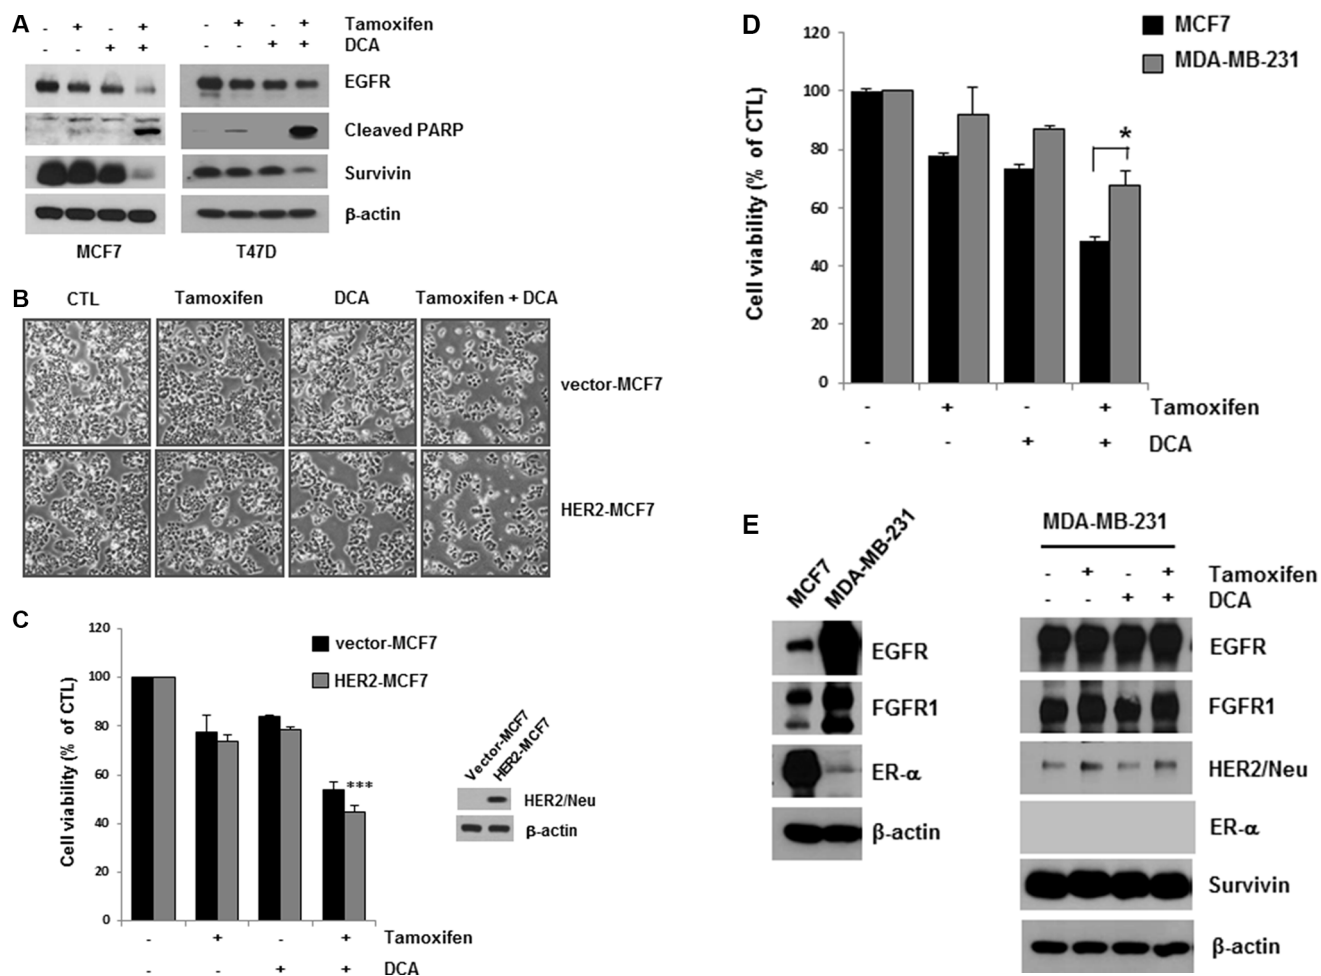 A
- + - + Tamoxifen
- - + + DCA
- + - + Tamoxifen
- - + + DCA
EGFR
Cleaved PARP
Survivin
β-actin
MCF7 T47D
B
CTL Tamoxifen DCA Tamoxifen + DCA
vector-MCF7
HER2-MCF7
C
Cell viability (% of CTL)
120
100
80
60
40
20
0
vector-MCF7
HER2-MCF7
***
- + - + Tamoxifen
- - + + DCA
Vector-MCF7
HER2-MCF7
HER2/Neu
β-actin
D
Cell viability (% of CTL)
120
100
80
60
40
20
0
MCF7
MDA-MB-231
*
- + - + Tamoxifen
- - + + DCA
E
MCF7
MDA-MB-231
EGFR
FGFR1
ER-α
β-actin
MDA-MB-231
- + - + Tamoxifen
- - + + DCA
EGFR
FGFR1
HER2/Neu
ER-α
Survivin
β-actin